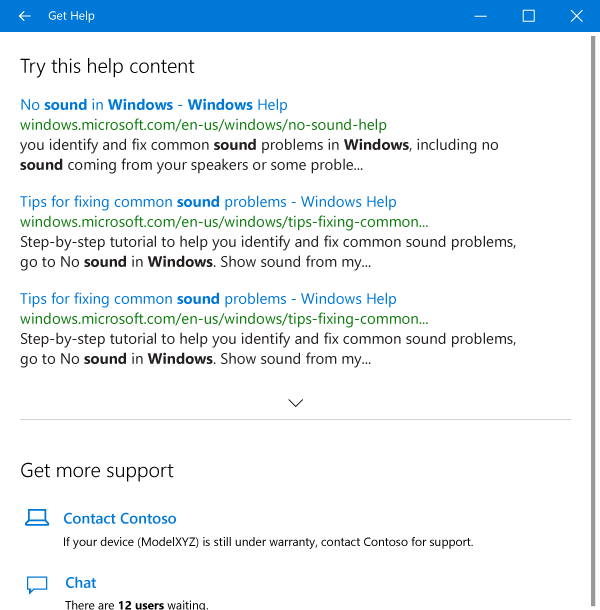 Get Help
Try this help content
No sound in Windows - Windows Help
windows.microsoft.com/en-us/windows/no-sound-help
you identify and fix common sound problems in Windows, including no
sound coming from your speakers or some proble...
Tips for fixing common sound problems - Windows Help
windows.microsoft.com/en-us/windows/tips-fixing-common...
Step-by-step tutorial to help you identify and fix common sound problems,
go to No sound in Windows. Show sound from my...
Tips for fixing common sound problems - Windows Help
windows.microsoft.com/en-us/windows/tips-fixing-common...
Step-by-step tutorial to help you identify and fix common sound problems,
go to No sound in Windows. Show sound from my...
Get more support
Contact Contoso
If your device (ModelXYZ) is still under warranty, contact Contoso for support.
Chat
There are 12 users waiting.